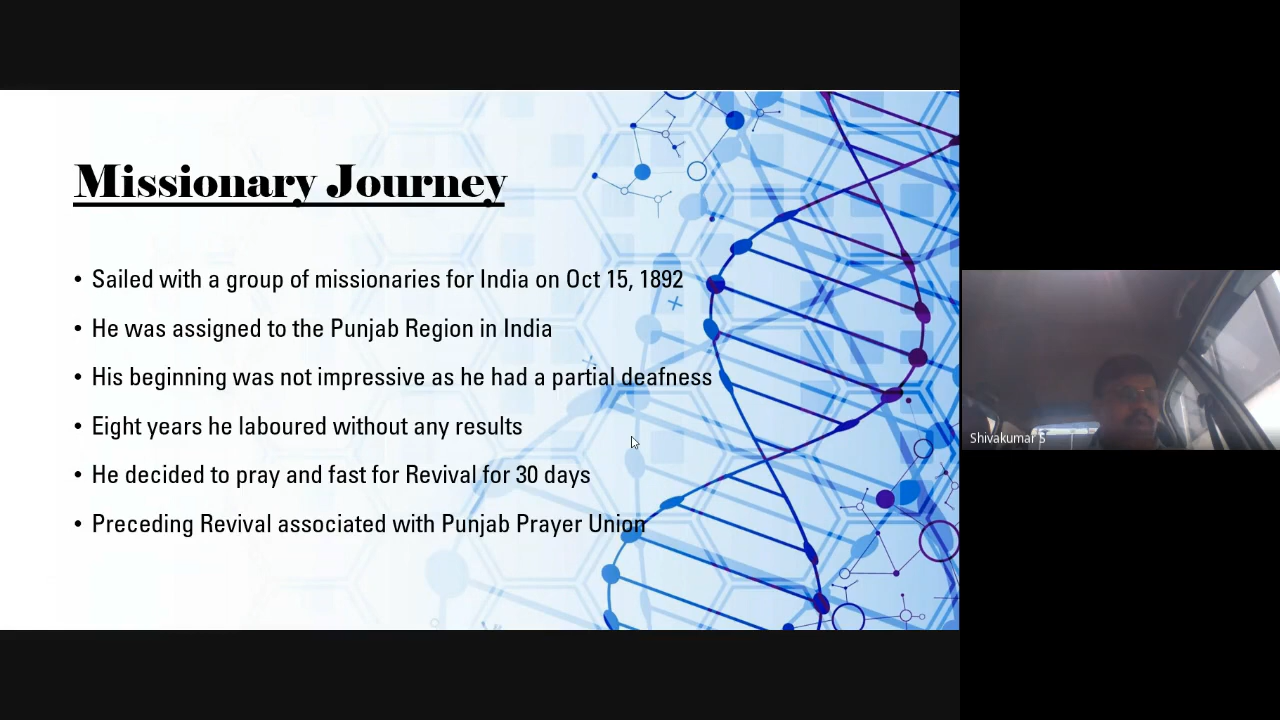 Missionary Journey
• Sailed with a group of missionaries for India on Oct 15, 1892
• He was assigned to the Punjab Region in India
• His beginning was not impressive as he had a partial deafness
• Eight years he laboured without any results
• He decided to pray and fast for Revival for 30 days
• Preceding Revival associated with Punjab Prayer Union
Shivakumar S